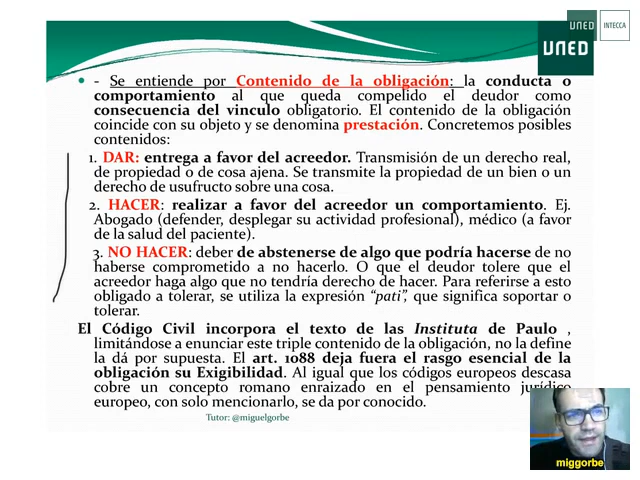 UNED
INTECCA
UNED
- Se entiende por Contenido de la obligación: la conducta o
comportamiento al que queda compelido el deudor como
consecuencia del vínculo obligatorio. El contenido de la obligación
coincide con su objeto y se denomina prestación. Concretemos posibles
contenidos:
1. DAR: entrega a favor del acreedor. Transmisión de un derecho real,
de propiedad o de cosa ajena. Se transmite la propiedad de un bien o un
derecho de usufructo sobre una cosa.
2. HACER: realizar a favor del acreedor un comportamiento. Ej.
Abogado (defender, desplegar su actividad profesional), médico (a favor
de la salud del paciente).
3. NO HACER: deber de abstenerse de algo que podría hacerse de no
haberse comprometido a no hacerlo. O que el deudor tolere que el
acreedor haga algo que no tendría derecho de hacer. Para referirse a esto
obligado a tolerar, se utiliza la expresión “pati”, que significa soportar o
tolerar.
El Código Civil incorpora el texto de las Instituta de Paulo ,
limitándose a enunciar este triple contenido de la obligación, no la define
la dá por supuesta. El art. 1088 deja fuera el rasgo esencial de la
obligación su Exigibilidad. Al igual que los códigos europeos descasa
cobre un concepto romano enraizado en el pensamiento jurídico
europeo, con solo mencionarlo, se da por conocido.
Tutor: @miguelgorbe
miggorbe